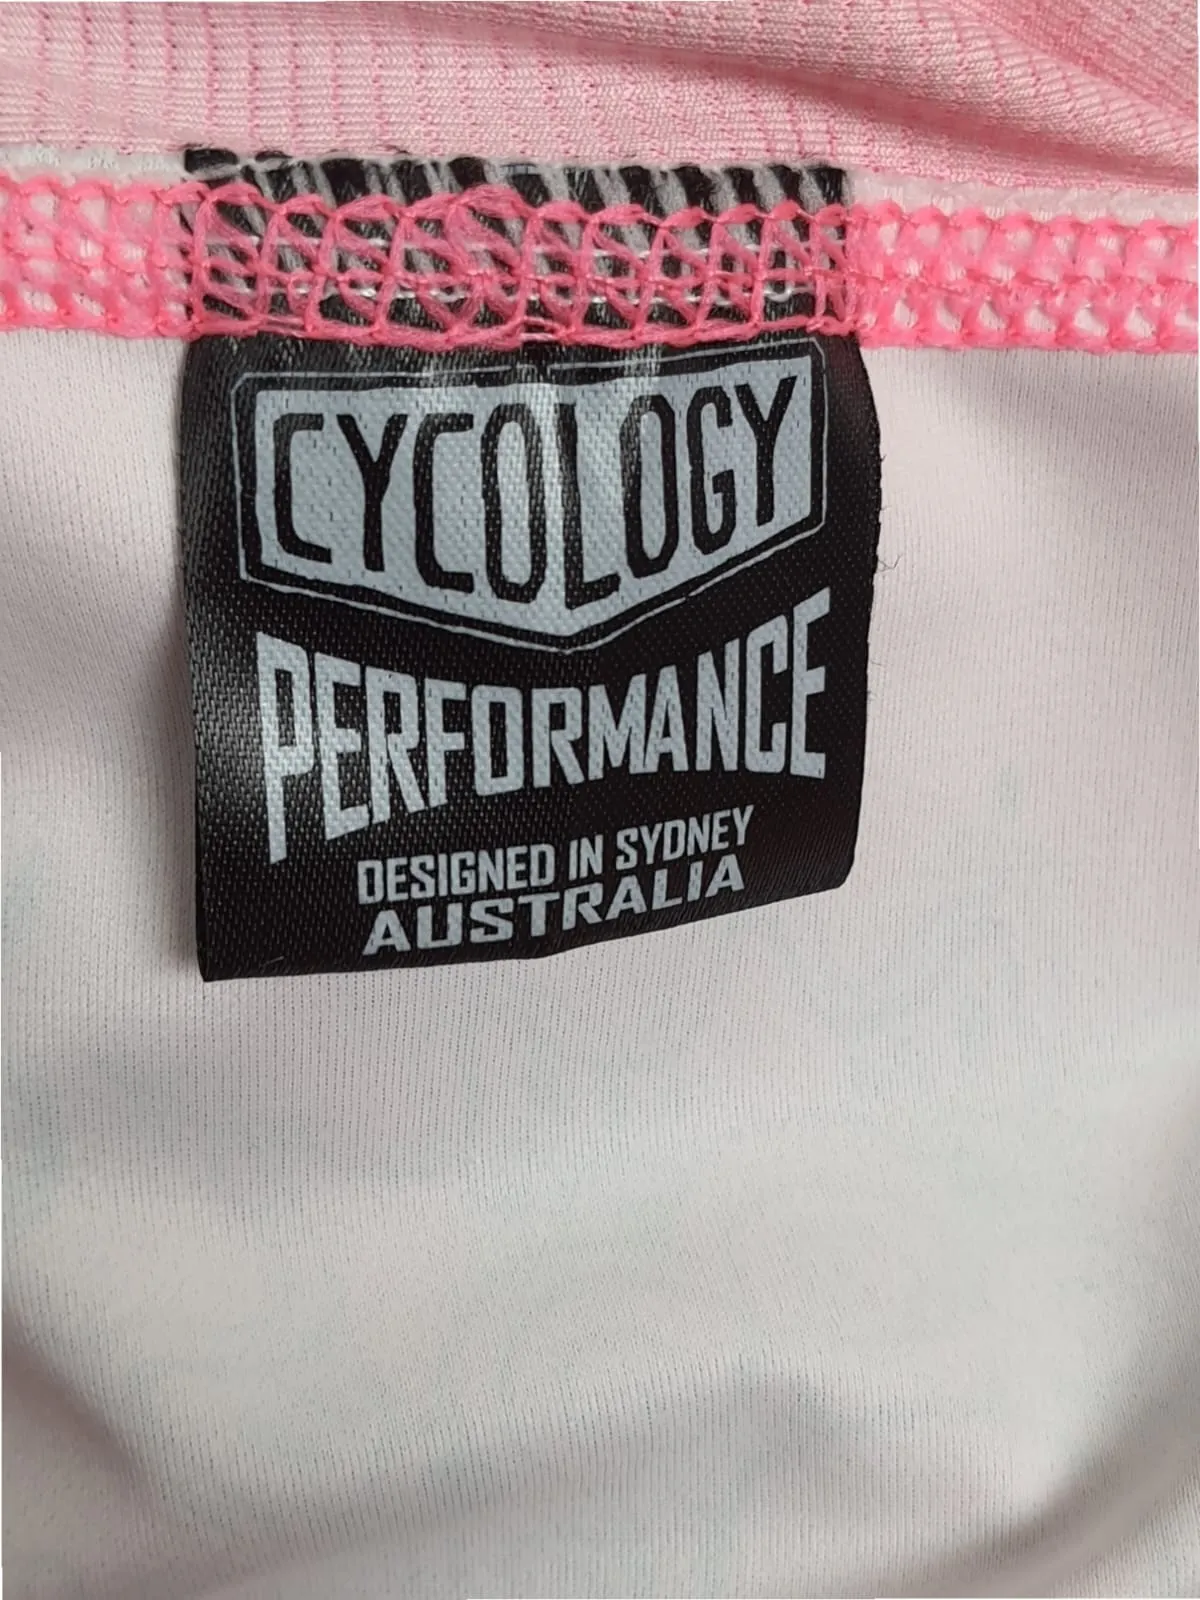 CYCOLOGY
PERFORMANCE
DESIGNED IN SYDNEY
AUSTRALIA